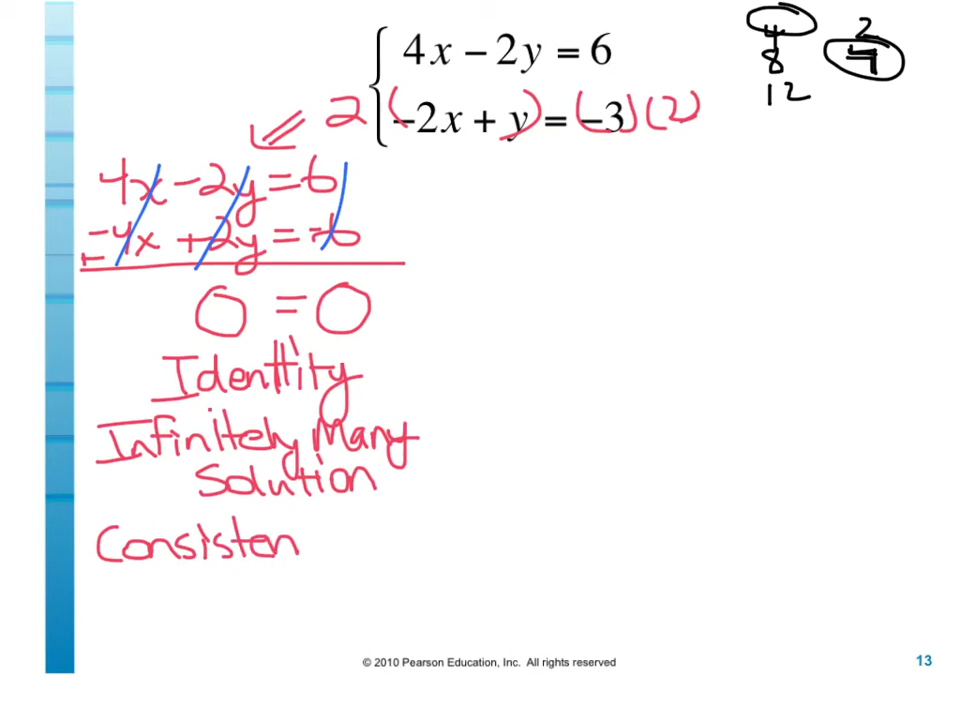 4x − 2y = 6
2(−2x + y) = (−3)(2)
4
8
12
2
4
4x − 2y = 6
+ −4x + 2y = −6
0 = 0
Identtity
Infinitely Many
Solution
Consisten
© 2010 Pearson Education, Inc. All rights reserved
13